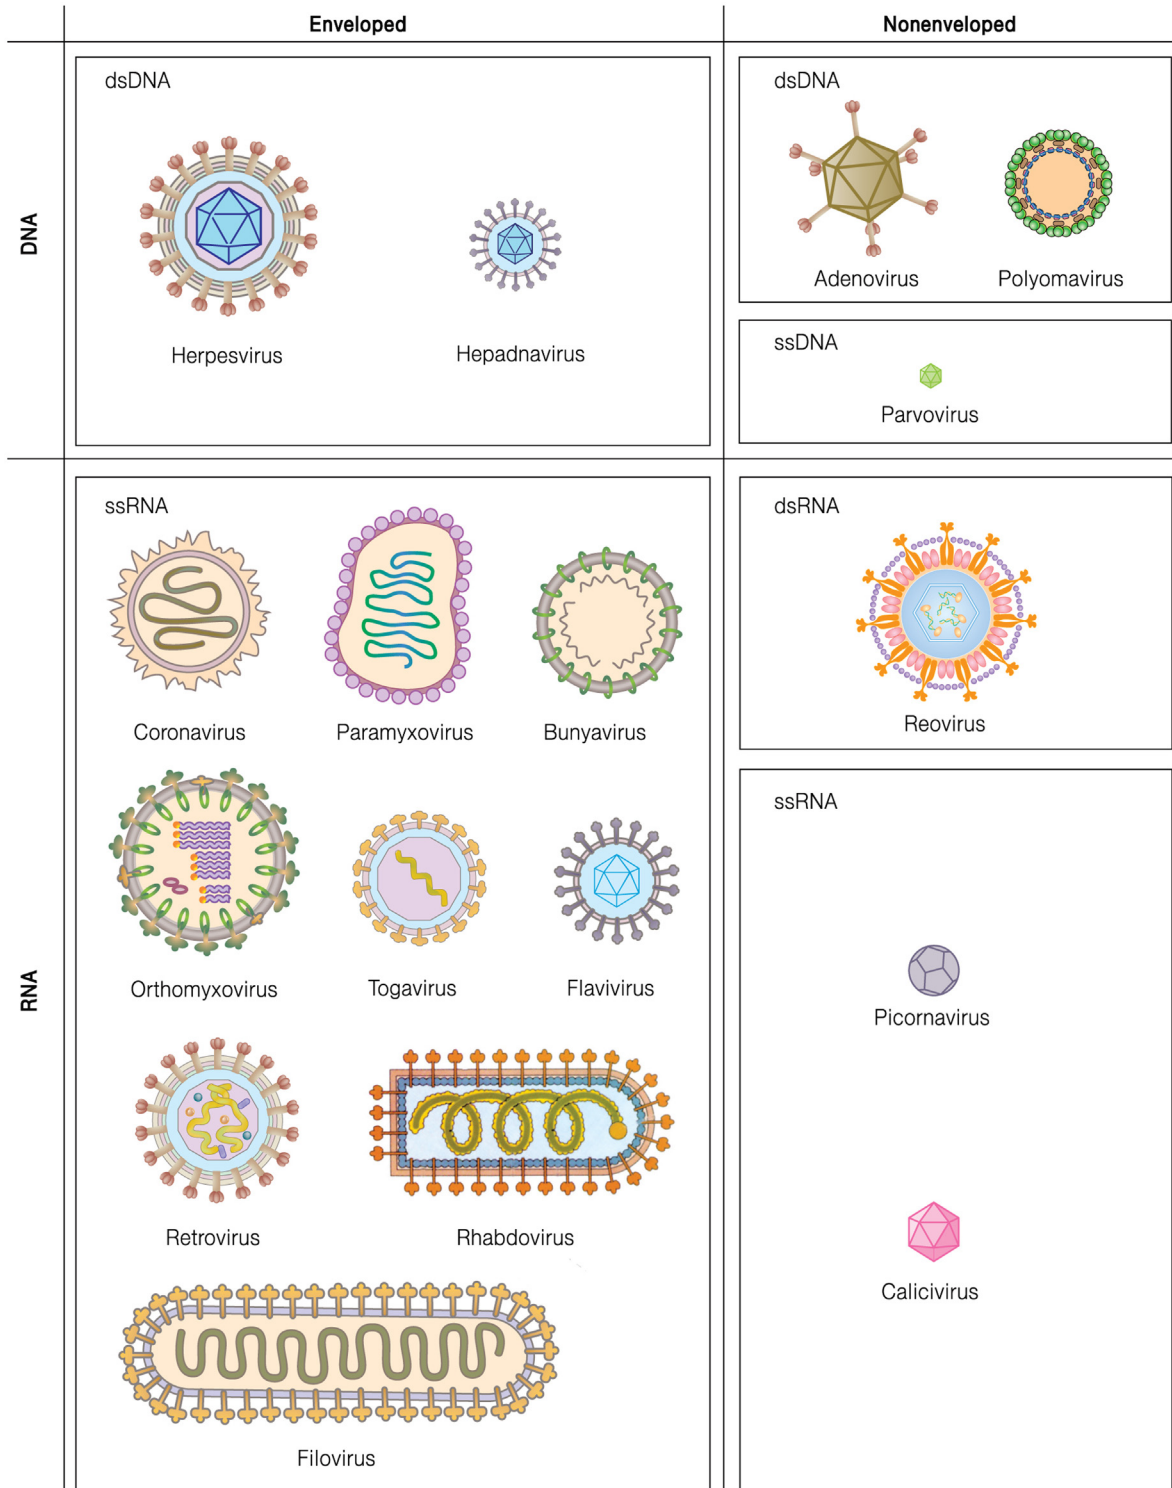 Enveloped
Nonenveloped
DNA
dsDNA
Herpesvirus
Hepadnavirus
dsDNA
Adenovirus
Polyomavirus
ssDNA
Parvovirus
RNA
ssRNA
Coronavirus
Paramyxovirus
Bunyavirus
Orthomyxovirus
Togavirus
Flavivirus
Retrovirus
Rhabdovirus
Filovirus
dsRNA
Reovirus
ssRNA
Picornavirus
Calicivirus